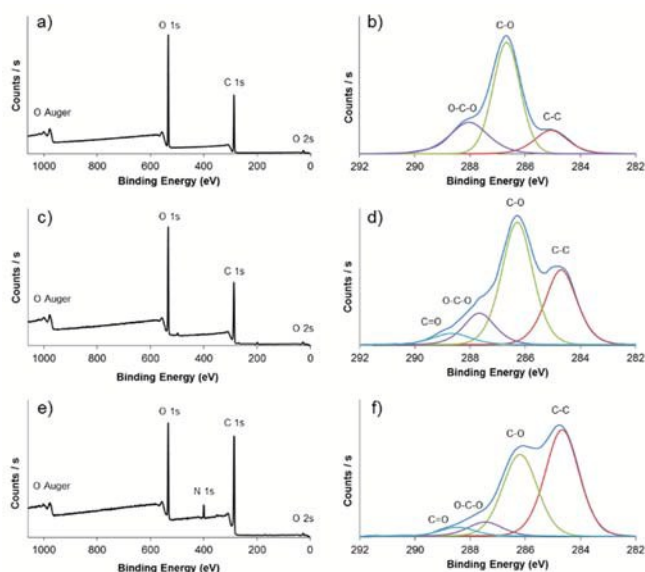 a)
O 1s
C 1s
O Auger
O 2s
Counts / s
1000 800 600 400 200 0
Binding Energy (eV)
b)
C-O
O-C-O
C-C
Counts / s
292 290 288 286 284 282
Binding Energy (eV)
c)
O 1s
C 1s
O Auger
O 2s
Counts / s
1000 800 600 400 200 0
Binding Energy (eV)
d)
C-O
C-C
O-C-O
C=O
Counts / s
292 290 288 286 284 282
Binding Energy (eV)
e)
O 1s
C 1s
N 1s
O Auger
O 2s
Counts / s
1000 800 600 400 200 0
Binding Energy (eV)
f)
C-C
C-O
O-C-O
C=O
Counts / s
292 290 288 286 284 282
Binding Energy (eV)